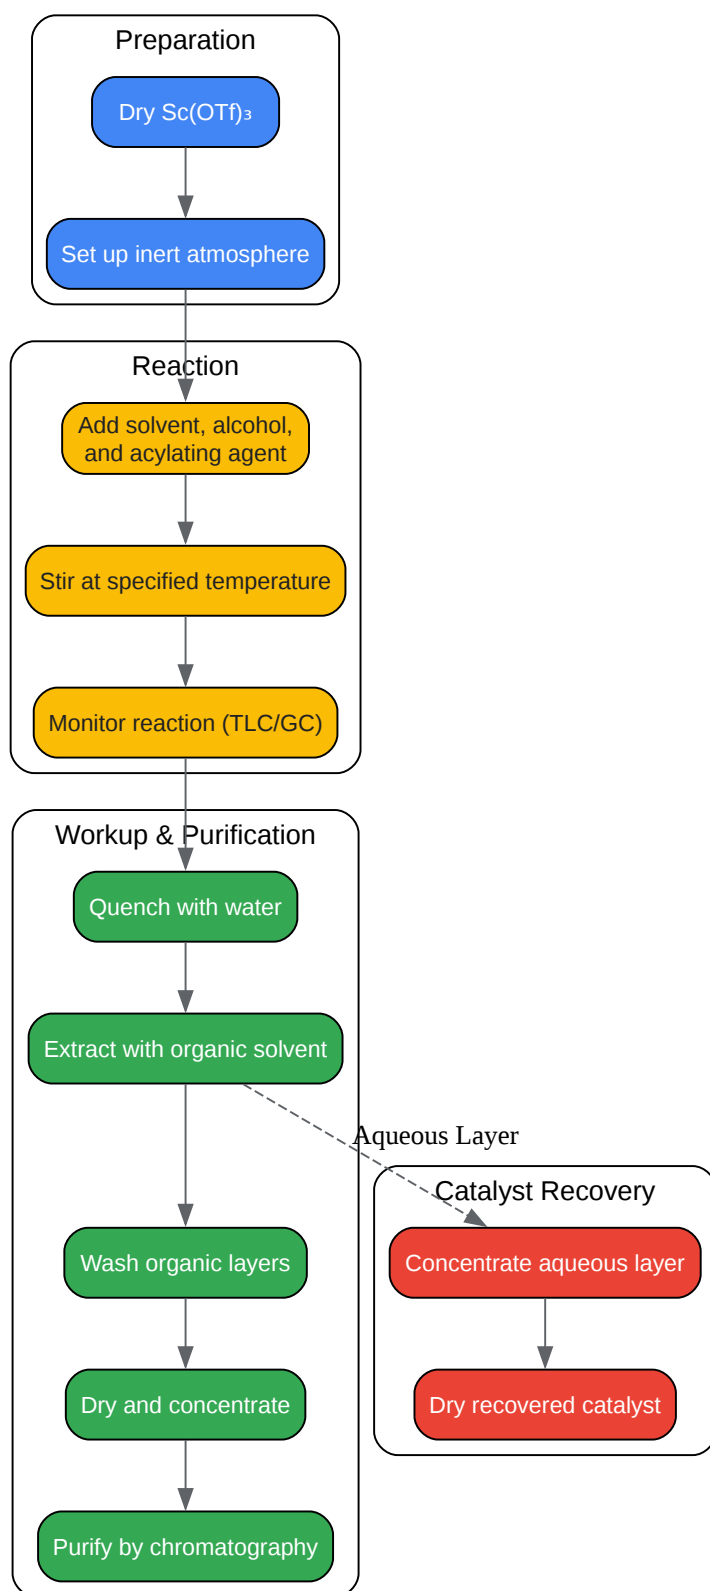 Preparation
Dry Sc(OTf)₃
Set up inert atmosphere
Reaction
Add solvent, alcohol,
and acylating agent
Stir at specified temperature
Monitor reaction (TLC/GC)
Workup & Purification
Quench with water
Extract with organic solvent
Aqueous Layer
Catalyst Recovery
Wash organic layers
Concentrate aqueous layer
Dry and concentrate
Dry recovered catalyst
Purify by chromatography